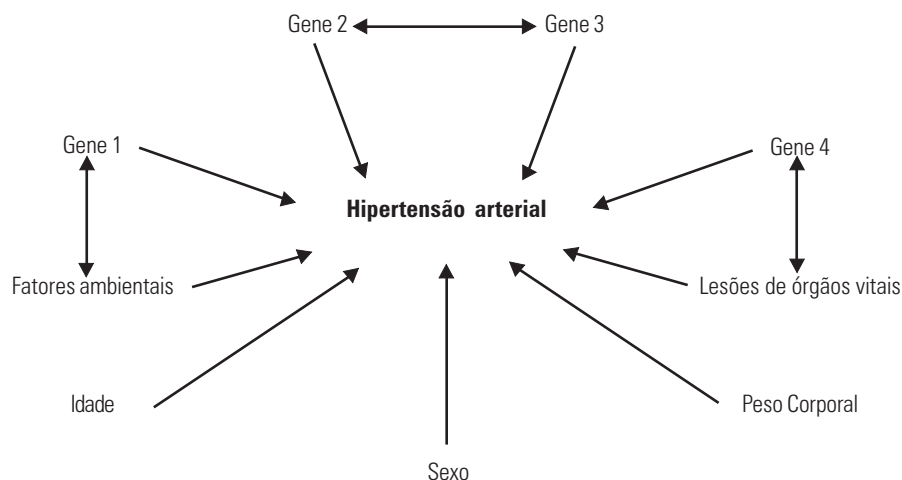 Gene 2
Gene 3
Gene 1
Gene 4
Hipertensão arterial
Fatores ambientais
Lesões de órgãos vitais
Idade
Peso Corporal
Sexo